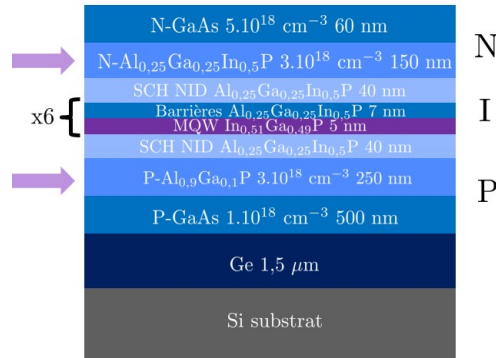 N-GaAs 5.10¹⁸ cm⁻³ 60 nm
N-Al₀,₂₅Ga₀,₂₅In₀,₅P 3.10¹⁸ cm⁻³ 150 nm
N
SCH NID Al₀,₂₅Ga₀,₂₅In₀,₅P 40 nm
Barrières Al₀,₂₅Ga₀,₂₅In₀,₅P 7 nm
x6
I
MQW In₀,₅₁Ga₀,₄₉P 5 nm
SCH NID Al₀,₂₅Ga₀,₂₅In₀,₅P 40 nm
P-Al₀,₉Ga₀,₁P 3.10¹⁸ cm⁻³ 250 nm
P
P-GaAs 1.10¹⁸ cm⁻³ 500 nm
Ge 1,5 μm
Si substrat